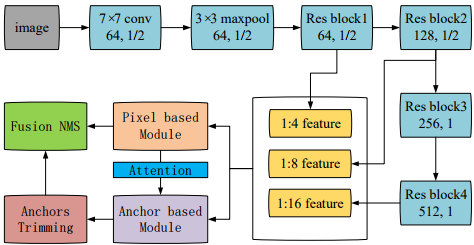 image
7×7 conv
64, 1/2
3×3 maxpool
64, 1/2
Res block1
64, 1/2
Res block2
128, 1/2
Res block3
256, 1
Res block4
512, 1
1:4 feature
1:8 feature
1:16 feature
Pixel based
Module
Attention
Anchor based
Module
Fusion NMS
Anchors
Trimming